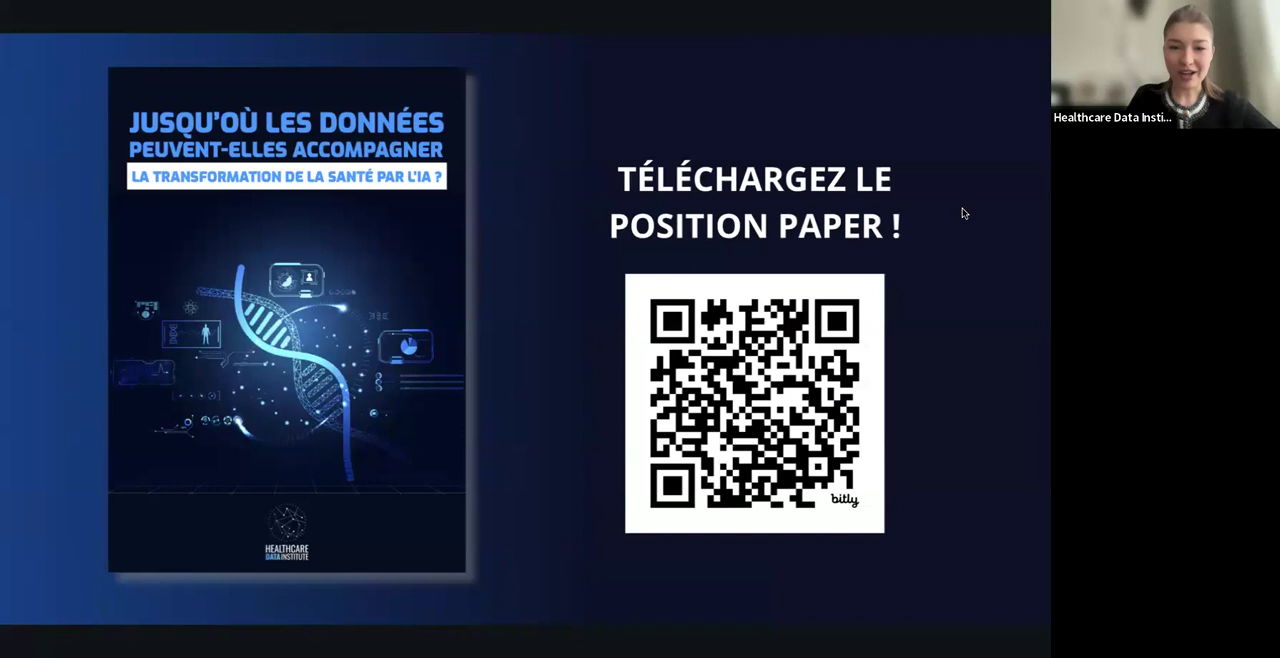 JUSQU'OÙ LES DONNÉES
PEUVENT-ELLES ACCOMPAGNER
LA TRANSFORMATION DE LA SANTÉ PAR L'IA ?
HEALTHCARE
DATA INSTITUTE
TÉLÉCHARGEZ LE
POSITION PAPER !
bitly
Healthcare Data Insti...